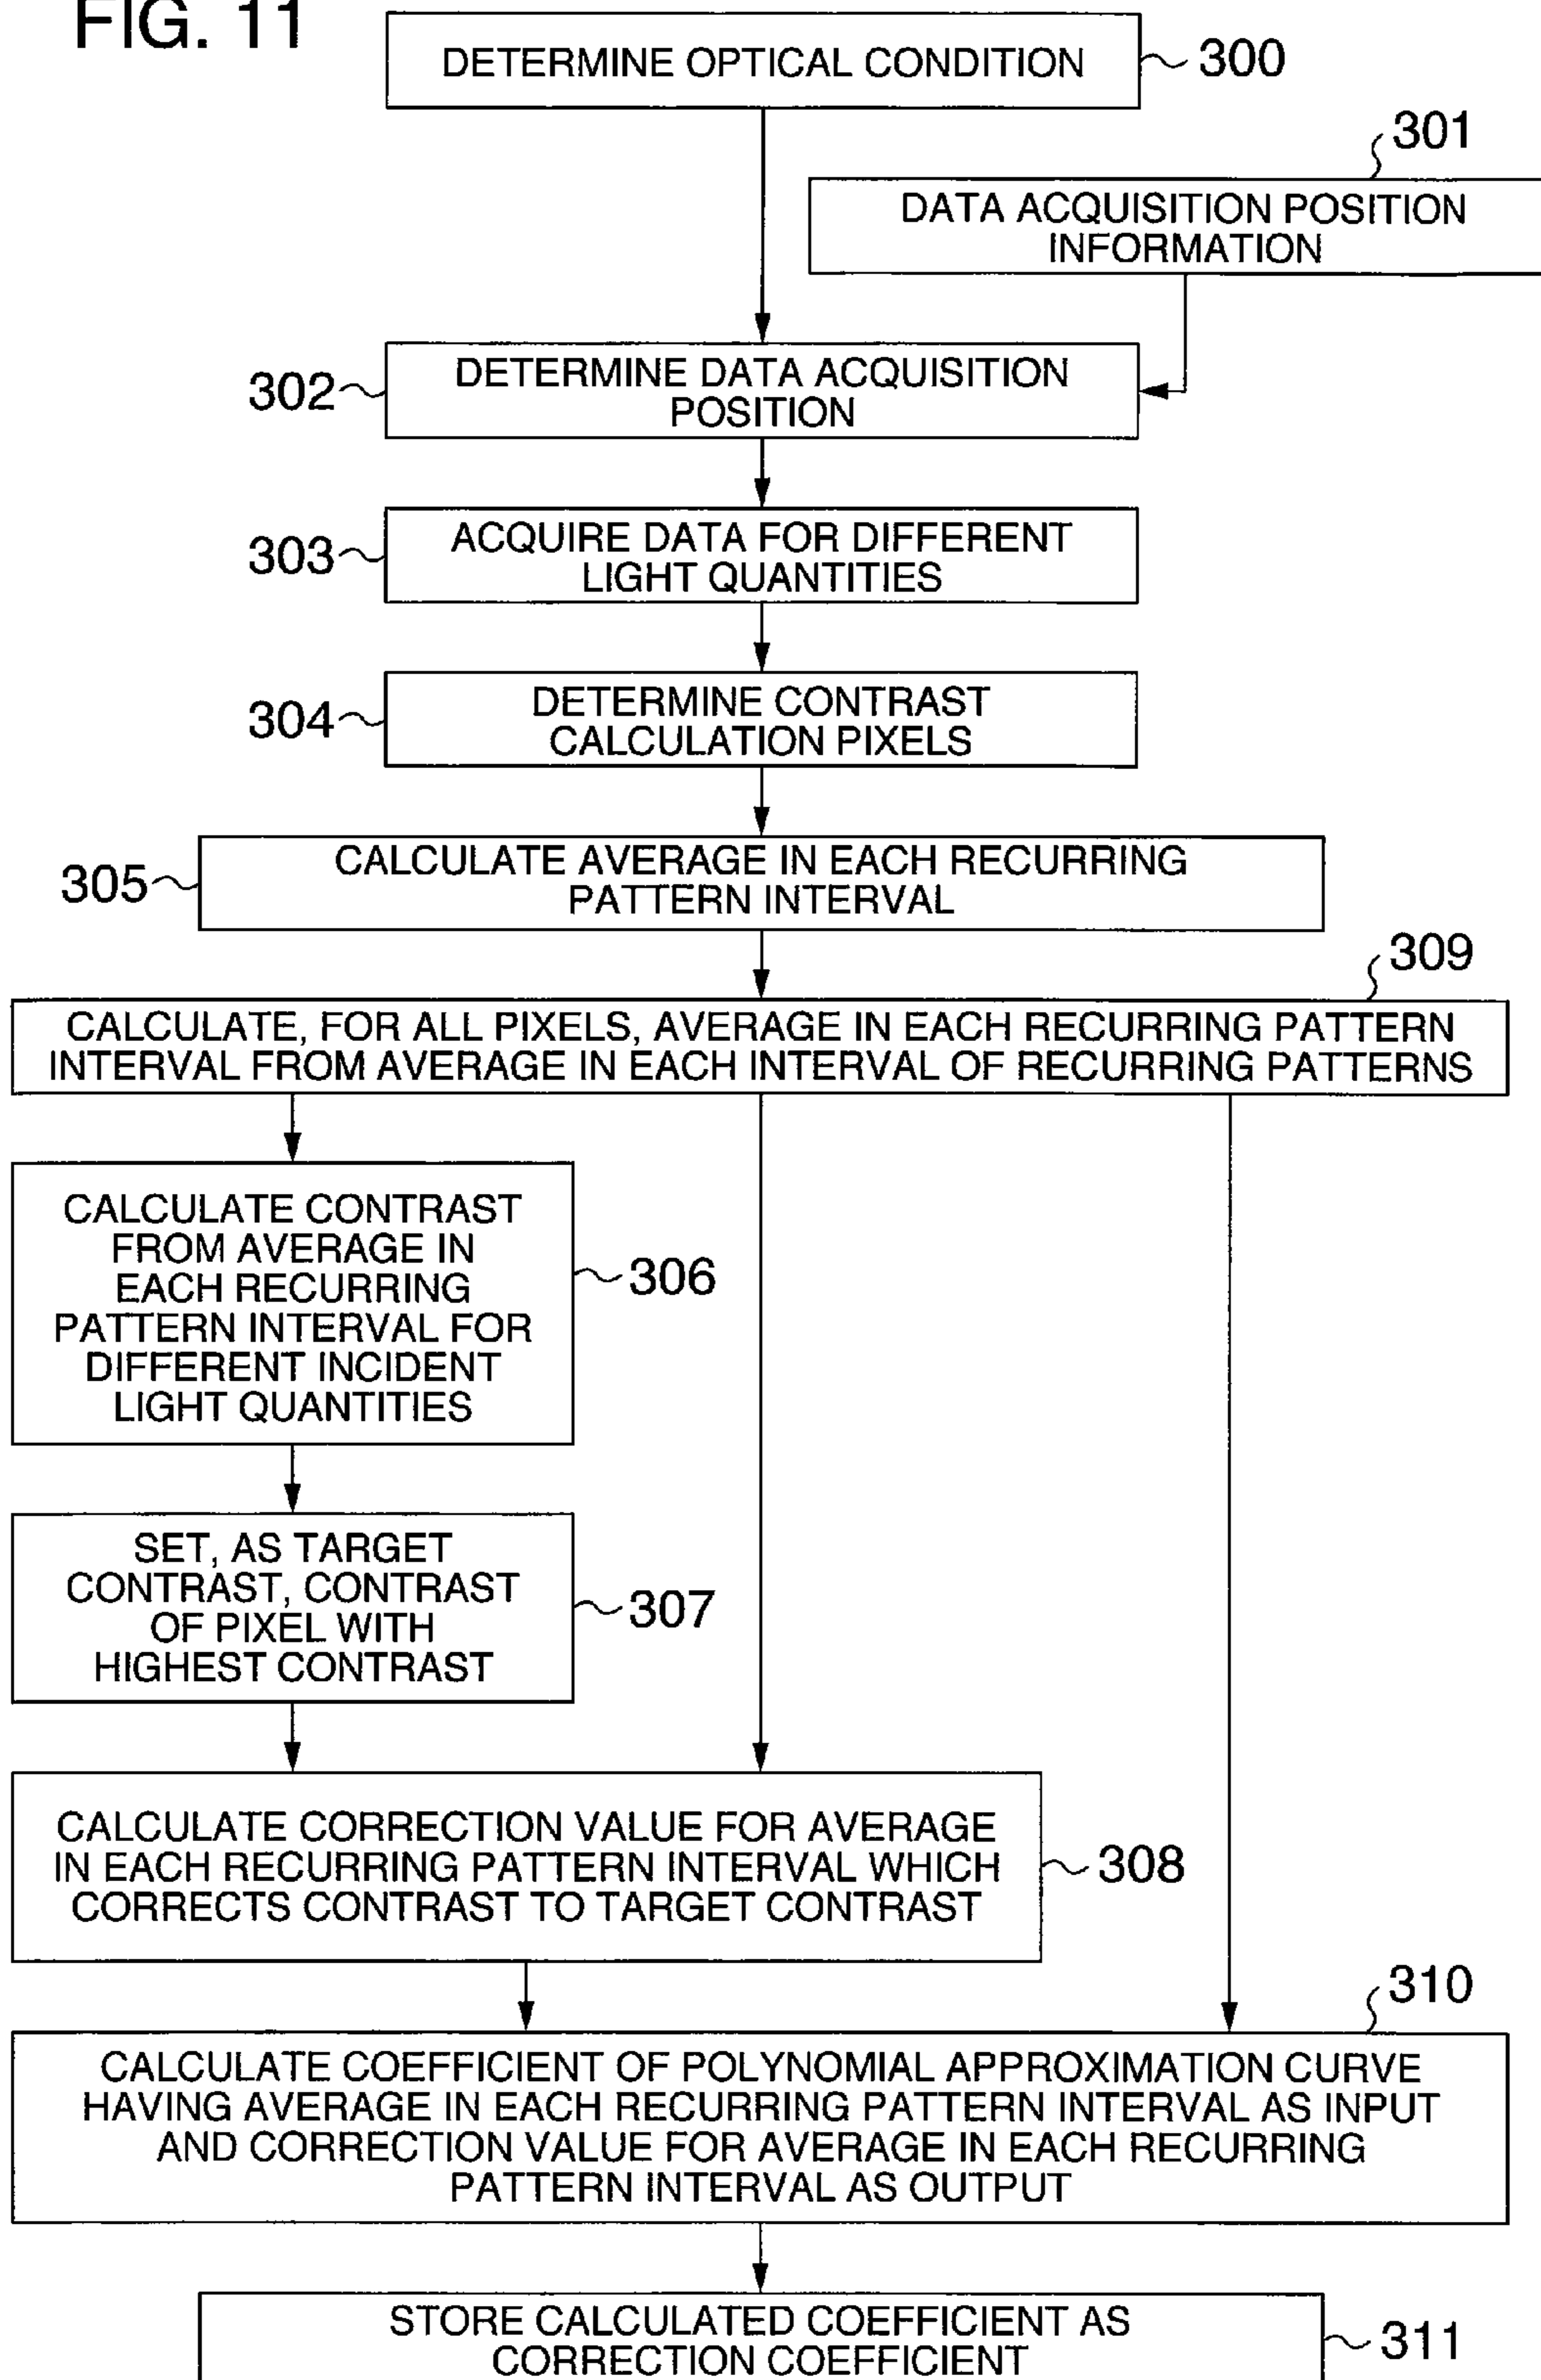 FIG. 11
DETERMINE OPTICAL CONDITION
300
301
DATA ACQUISITION POSITION
INFORMATION
302
DETERMINE DATA ACQUISITION
POSITION
303
ACQUIRE DATA FOR DIFFERENT
LIGHT QUANTITIES
304
DETERMINE CONTRAST
CALCULATION PIXELS
305
CALCULATE AVERAGE IN EACH RECURRING
PATTERN INTERVAL
309
CALCULATE, FOR ALL PIXELS, AVERAGE IN EACH RECURRING PATTERN
INTERVAL FROM AVERAGE IN EACH INTERVAL OF RECURRING PATTERNS
CALCULATE CONTRAST
FROM AVERAGE IN
EACH RECURRING
PATTERN INTERVAL FOR
DIFFERENT INCIDENT
LIGHT QUANTITIES
306
SET, AS TARGET
CONTRAST, CONTRAST
OF PIXEL WITH
HIGHEST CONTRAST
307
CALCULATE CORRECTION VALUE FOR AVERAGE
IN EACH RECURRING PATTERN INTERVAL WHICH
CORRECTS CONTRAST TO TARGET CONTRAST
308
310
CALCULATE COEFFICIENT OF POLYNOMIAL APPROXIMATION CURVE
HAVING AVERAGE IN EACH RECURRING PATTERN INTERVAL AS INPUT
AND CORRECTION VALUE FOR AVERAGE IN EACH RECURRING
PATTERN INTERVAL AS OUTPUT
STORE CALCULATED COEFFICIENT AS
CORRECTION COEFFICIENT
311